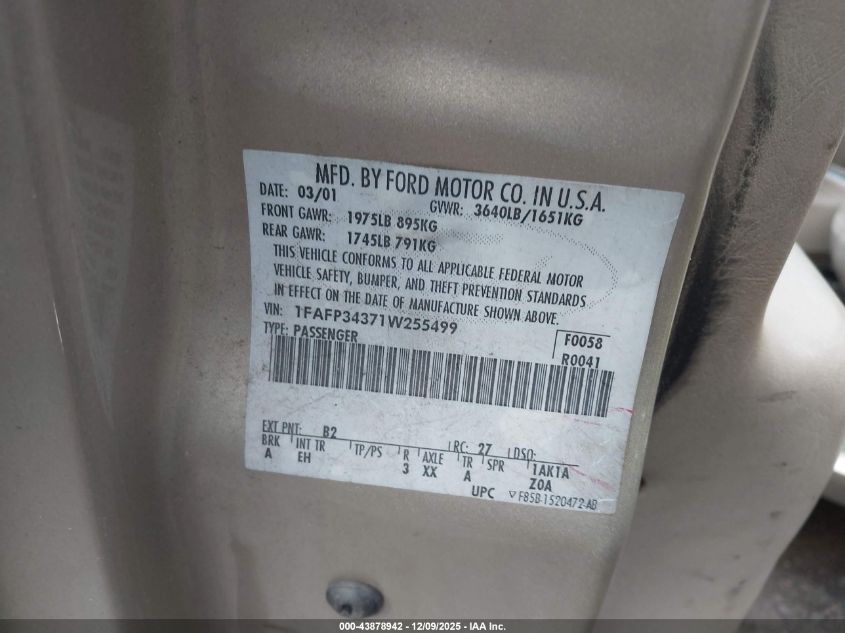 MFD. BY FORD MOTOR CO. IN U.S.A.
DATE: 03/01 GVWR: 3640LB/1651KG
FRONT GAWR: 1975LB 895KG
REAR GAWR: 1745LB 791KG
THIS VEHICLE CONFORMS TO ALL APPLICABLE FEDERAL MOTOR
VEHICLE SAFETY, BUMPER, AND THEFT PREVENTION STANDARDS
IN EFFECT ON THE DATE OF MANUFACTURE SHOWN ABOVE.
VIN: 1FAFP34371W255499
TYPE: PASSENGER
F0058
R0041
EXT PNT: B2 RC: 27 DSO:
BRK INT TR TP/PS R AXLE TR SPR 1AK1A
A EH 3 XX A Z0A
UPC F85B-1520472-AB
000-43878942 - 12/09/2025 - IAA Inc.